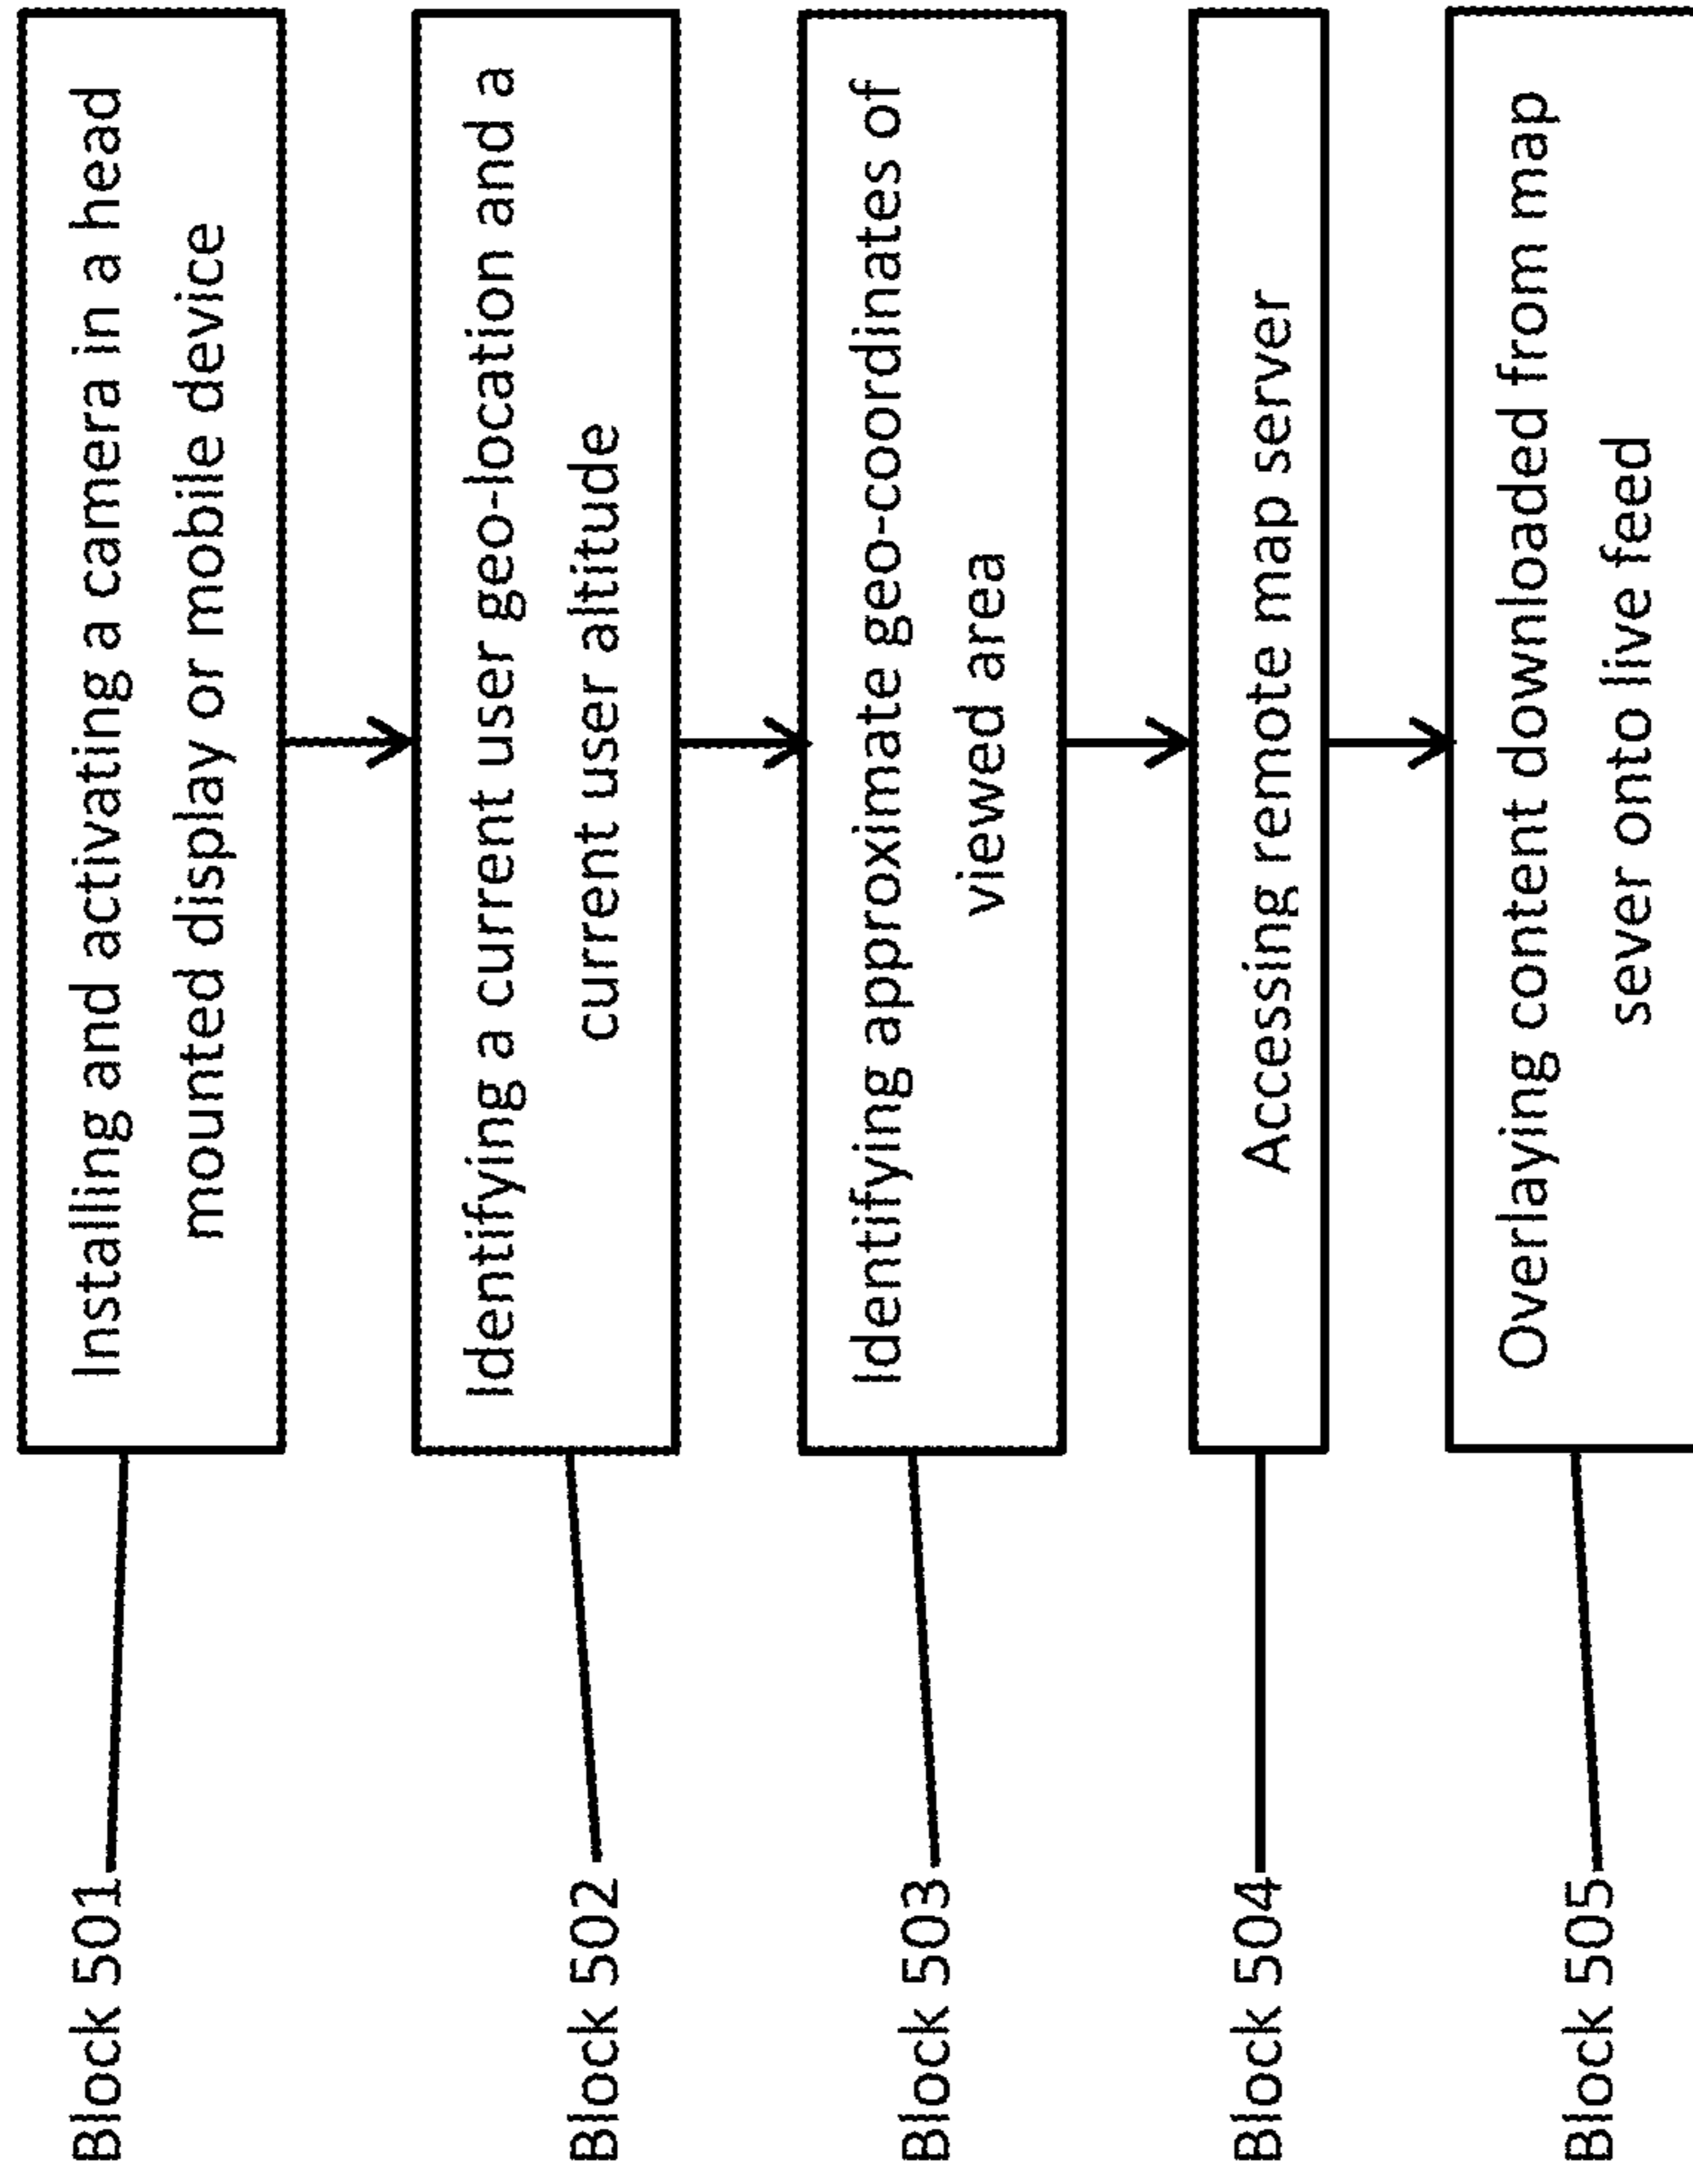 Block 501
Installing and activating a camera in a head
mounted display or mobile device
Block 502
Identifying a current user geo-location and a
current user altitude
Block 503
Identifying approximate geo-coordinates of
viewed area
Block 504
Accessing remote map server
Block 505
Overlaying content downloaded from map
sever onto live feed